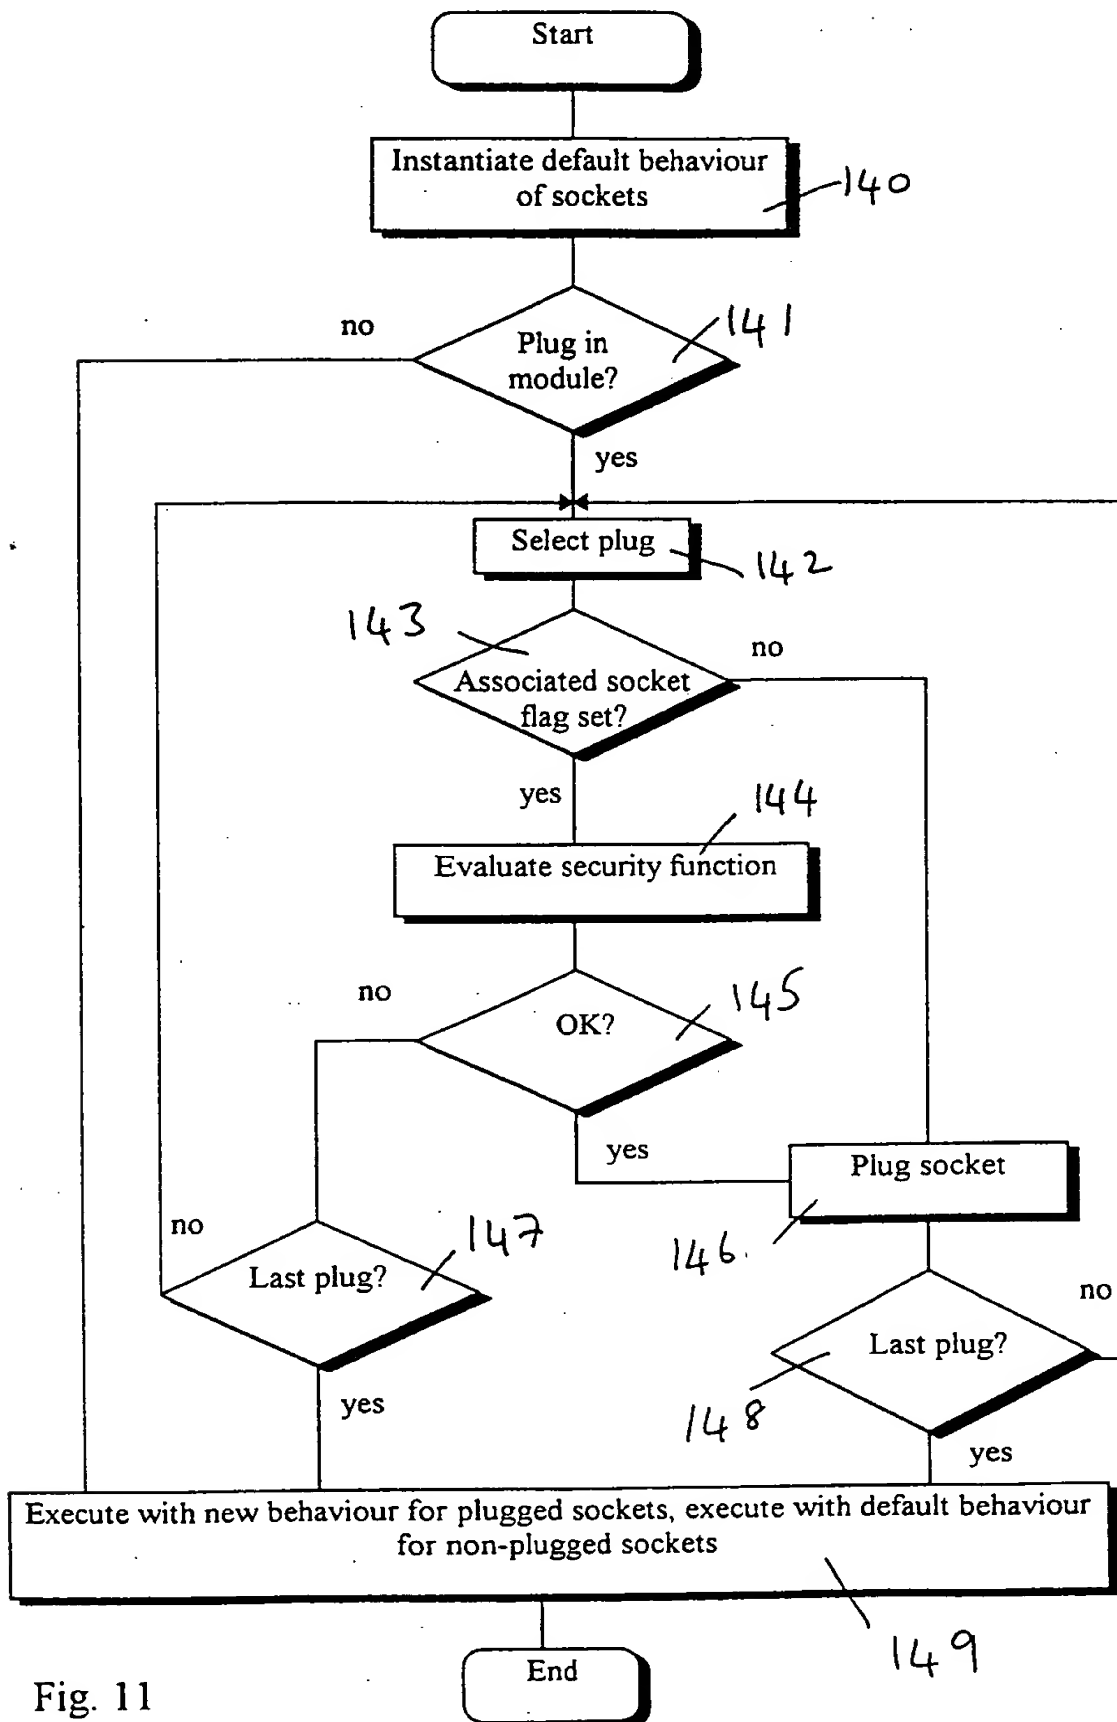 Start
Instantiate default behaviour
of sockets
140
no
141
Plug in
module?
yes
Select plug
142
143
no
Associated socket
flag set?
yes
144
Evaluate security function
no
145
OK?
yes
Plug socket
no
147
146.
Last plug?
no
Last plug?
yes
148
yes
Execute with new behaviour for plugged sockets, execute with default behaviour
for non-plugged sockets
149
End
Fig. 11